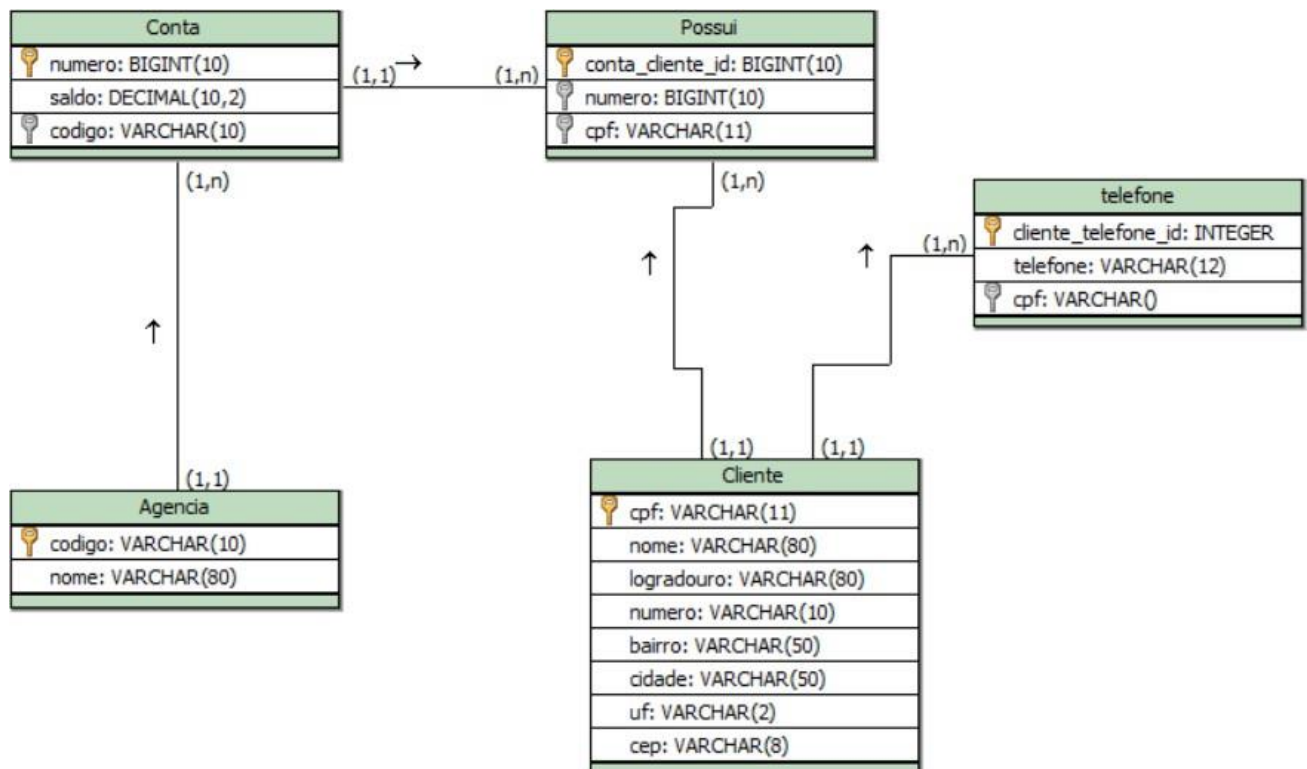 Conta
numero: BIGINT(10)
saldo: DECIMAL(10,2)
codigo: VARCHAR(10)
(1,1)
→
(1,n)
Possui
conta_cliente_id: BIGINT(10)
numero: BIGINT(10)
cpf: VARCHAR(11)
(1,n)
(1,n)
telefone
cliente_telefone_id: INTEGER
telefone: VARCHAR(12)
cpf: VARCHAR()
(1,n)
↑
↑
↑
(1,1)
(1,1)
(1,1)
Agencia
codigo: VARCHAR(10)
nome: VARCHAR(80)
Cliente
cpf: VARCHAR(11)
nome: VARCHAR(80)
logradouro: VARCHAR(80)
numero: VARCHAR(10)
bairro: VARCHAR(50)
cidade: VARCHAR(50)
uf: VARCHAR(2)
cep: VARCHAR(8)